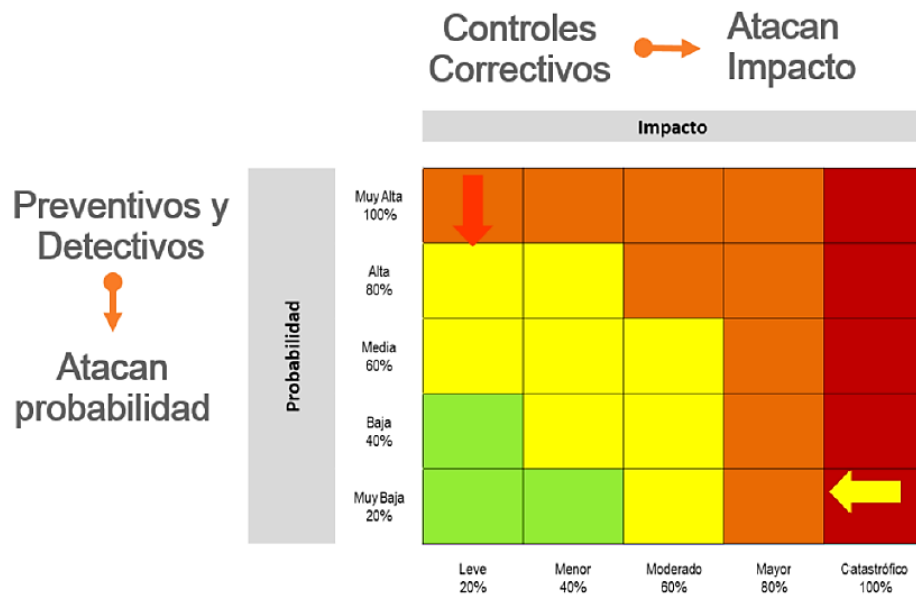 Controles
Correctivos
Atacan
Impacto
Impacto
Preventivos y
Detectivos
Atacan
probabilidad
Probabilidad
Muy Alta
100%
Alta
80%
Media
60%
Baja
40%
Muy Baja
20%
Leve
20%
Menor
40%
Moderado
60%
Mayor
80%
Catastrófico
100%